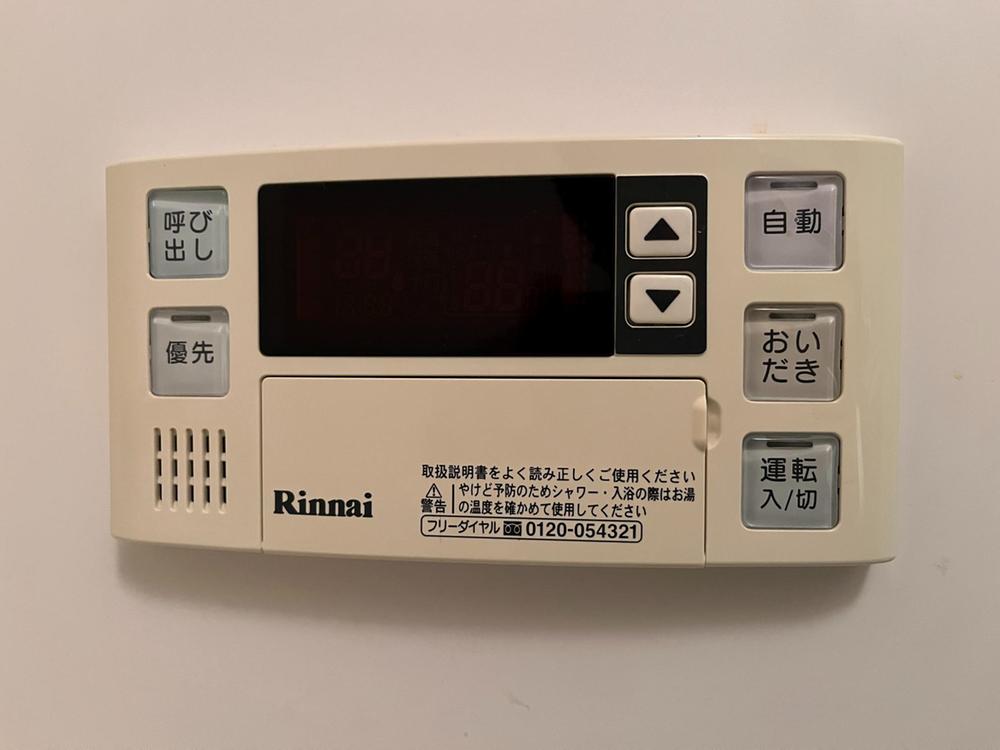 呼び
出し
優先
▲
▼
自動
おい
だき
運転
入/切
Rinnai
取扱説明書をよく読み正しくご使用ください
⚠警告
やけど予防のためシャワー・入浴の際はお湯
の温度を確かめて使用してください
フリーダイヤル 0120-054321